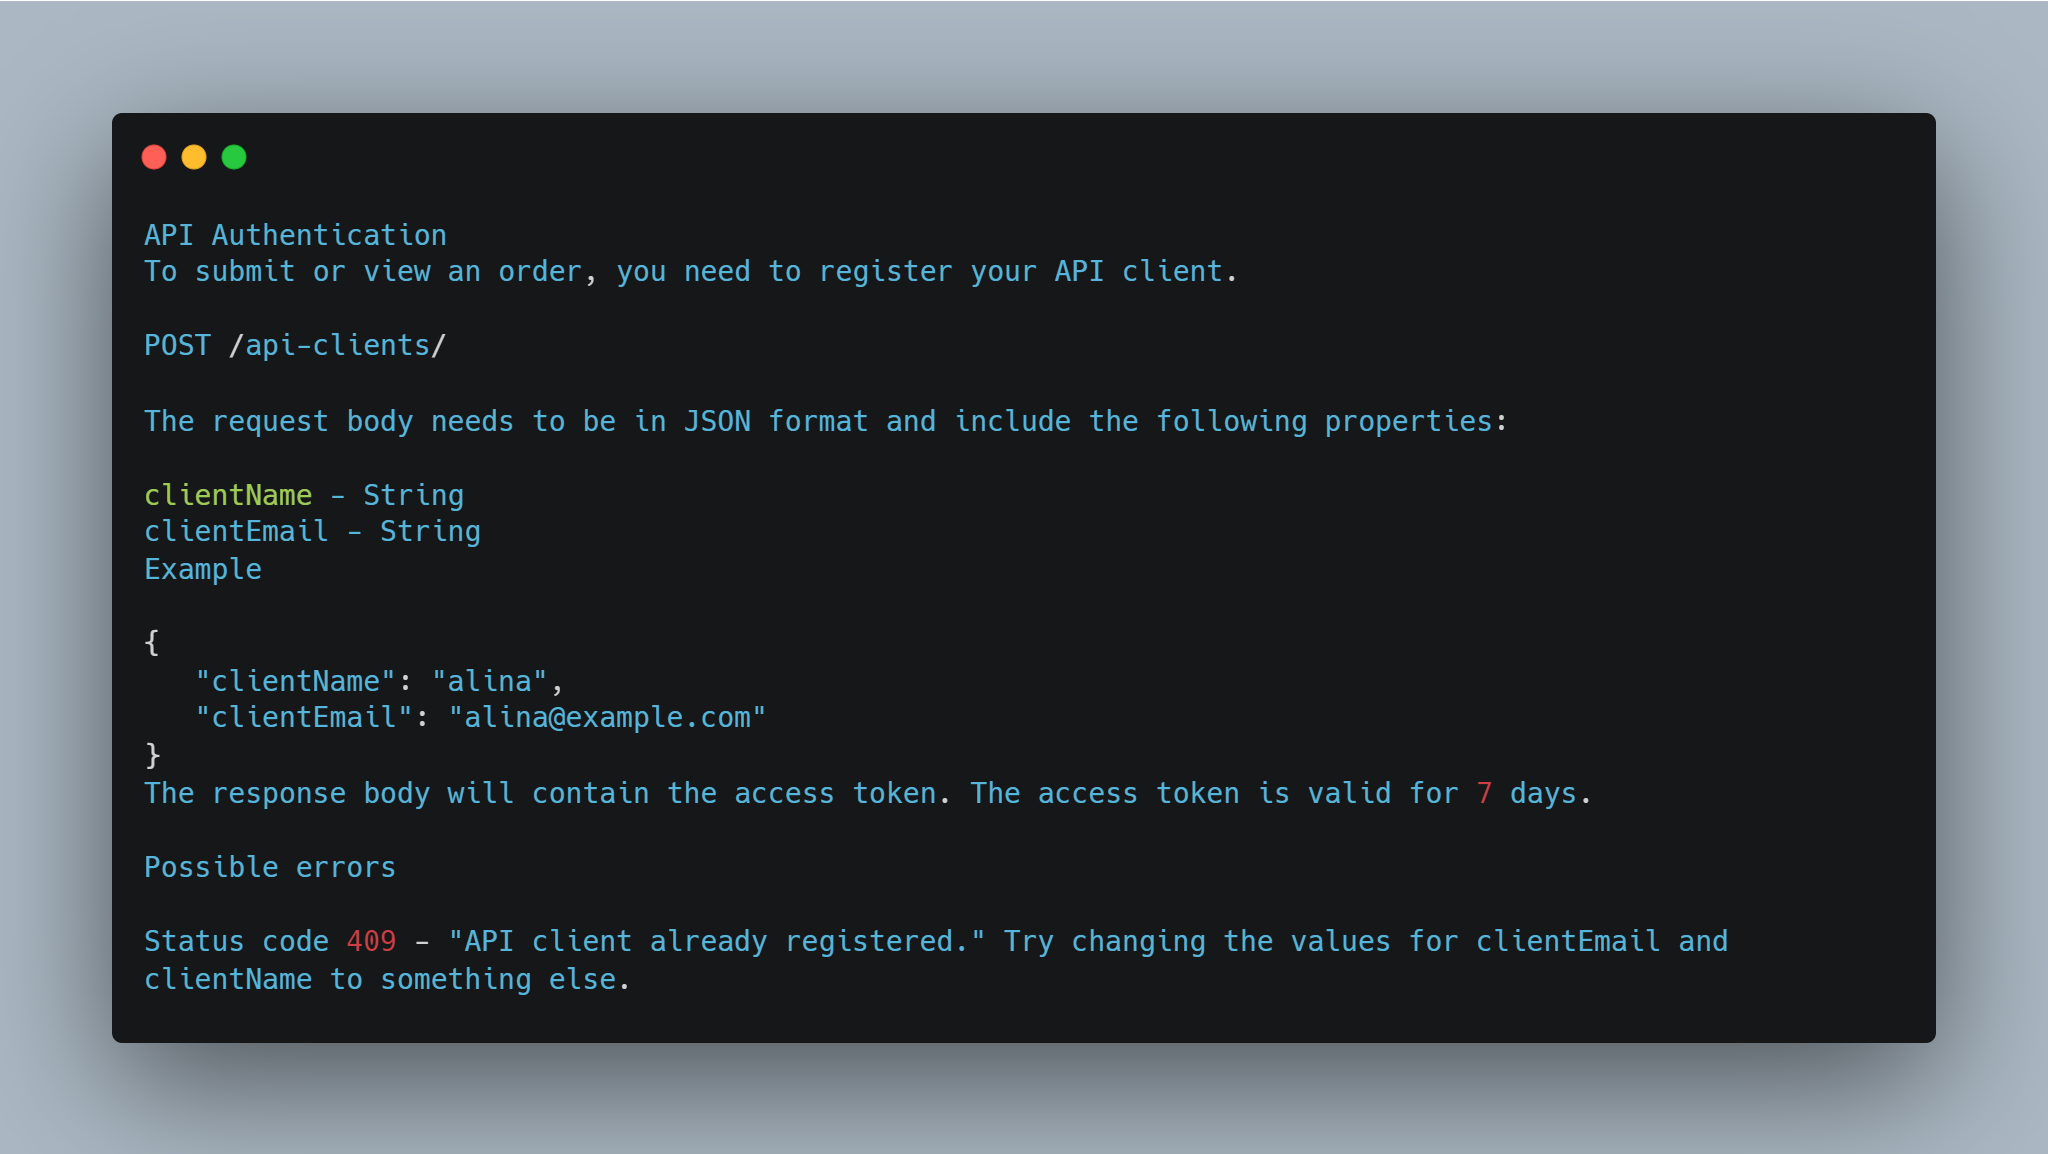 API Authentication
To submit or view an order, you need to register your API client.
POST /api-clients/
The request body needs to be in JSON format and include the following properties:
clientName - String
clientEmail - String
Example
{
   "clientName": "alina",
   "clientEmail": "alina@example.com"
}
The response body will contain the access token. The access token is valid for 7 days.
Possible errors
Status code 409 - "API client already registered." Try changing the values for clientEmail and
clientName to something else.